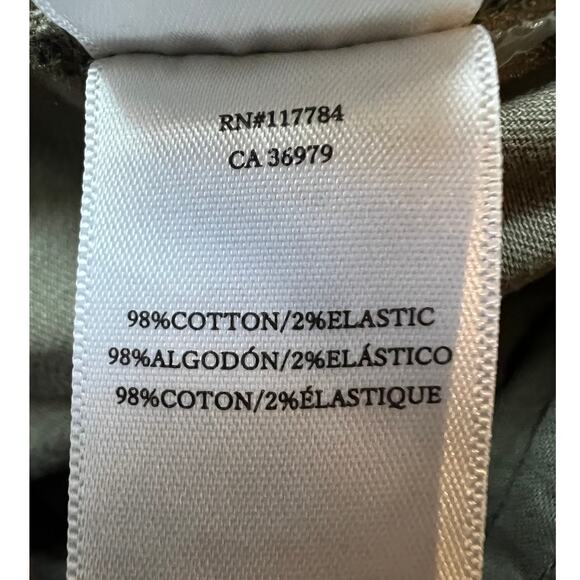 RN#117784
CA 36979
98%COTTON/2%ELASTIC
98%ALGODÓN/2%ELÁSTICO
98%COTON/2%ÉLASTIQUE